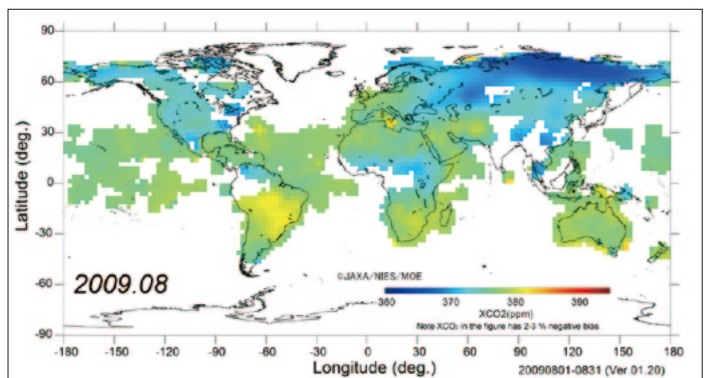 90
60
30
0
-30
-60
-90
Latitude (deg.)
2009.08
©JAXA/NIES/MOE
360 370 380 390
XCO2(ppm)
Note XCO₂ in the figure has 2-3 % negative bias.
-180 -150 -120 -90 -60 -30 0 30 60 90 120 150 180
Longitude (deg.)
20090801-0831 (Ver 01.20)